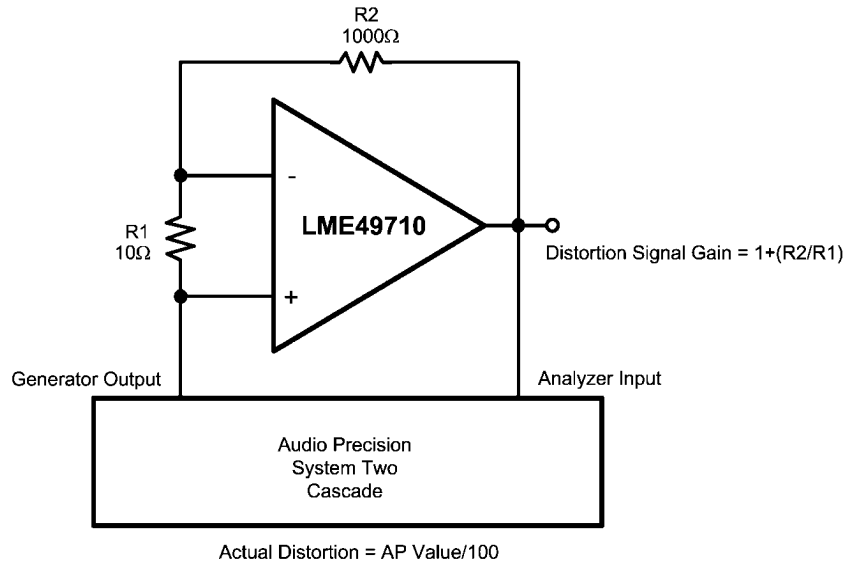 R2
1000Ω
-
LME49710
R1
10Ω
+
Distortion Signal Gain = 1+(R2/R1)
Generator Output
Analyzer Input
Audio Precision
System Two
Cascade
Actual Distortion = AP Value/100